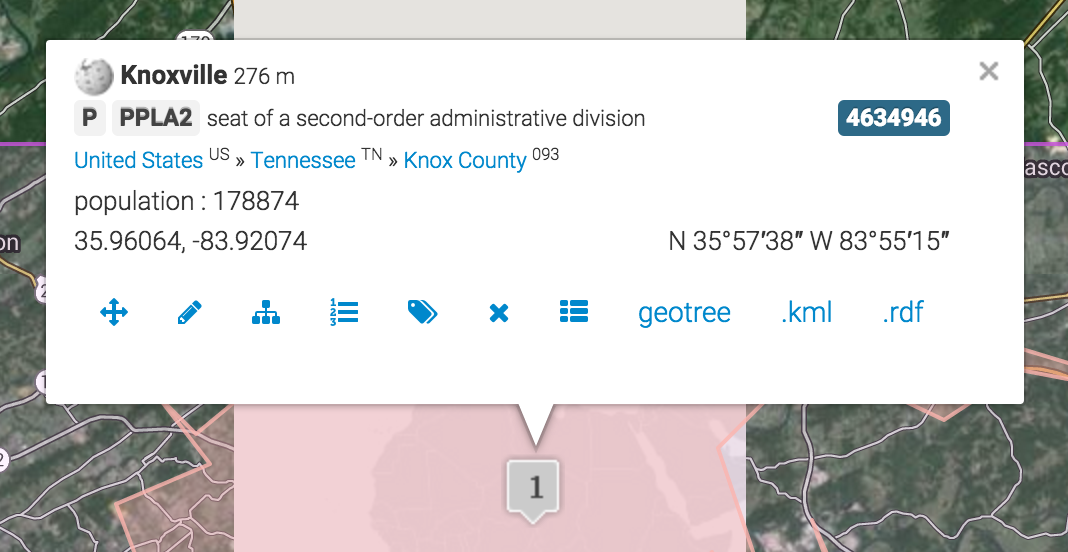 Knoxville 276 m
P PPLA2 seat of a second-order administrative division 4634946
United States US » Tennessee TN » Knox County 093
population : 178874
35.96064, -83.92074 N 35°57′38″ W 83°55′15″
geotree .kml .rdf
1